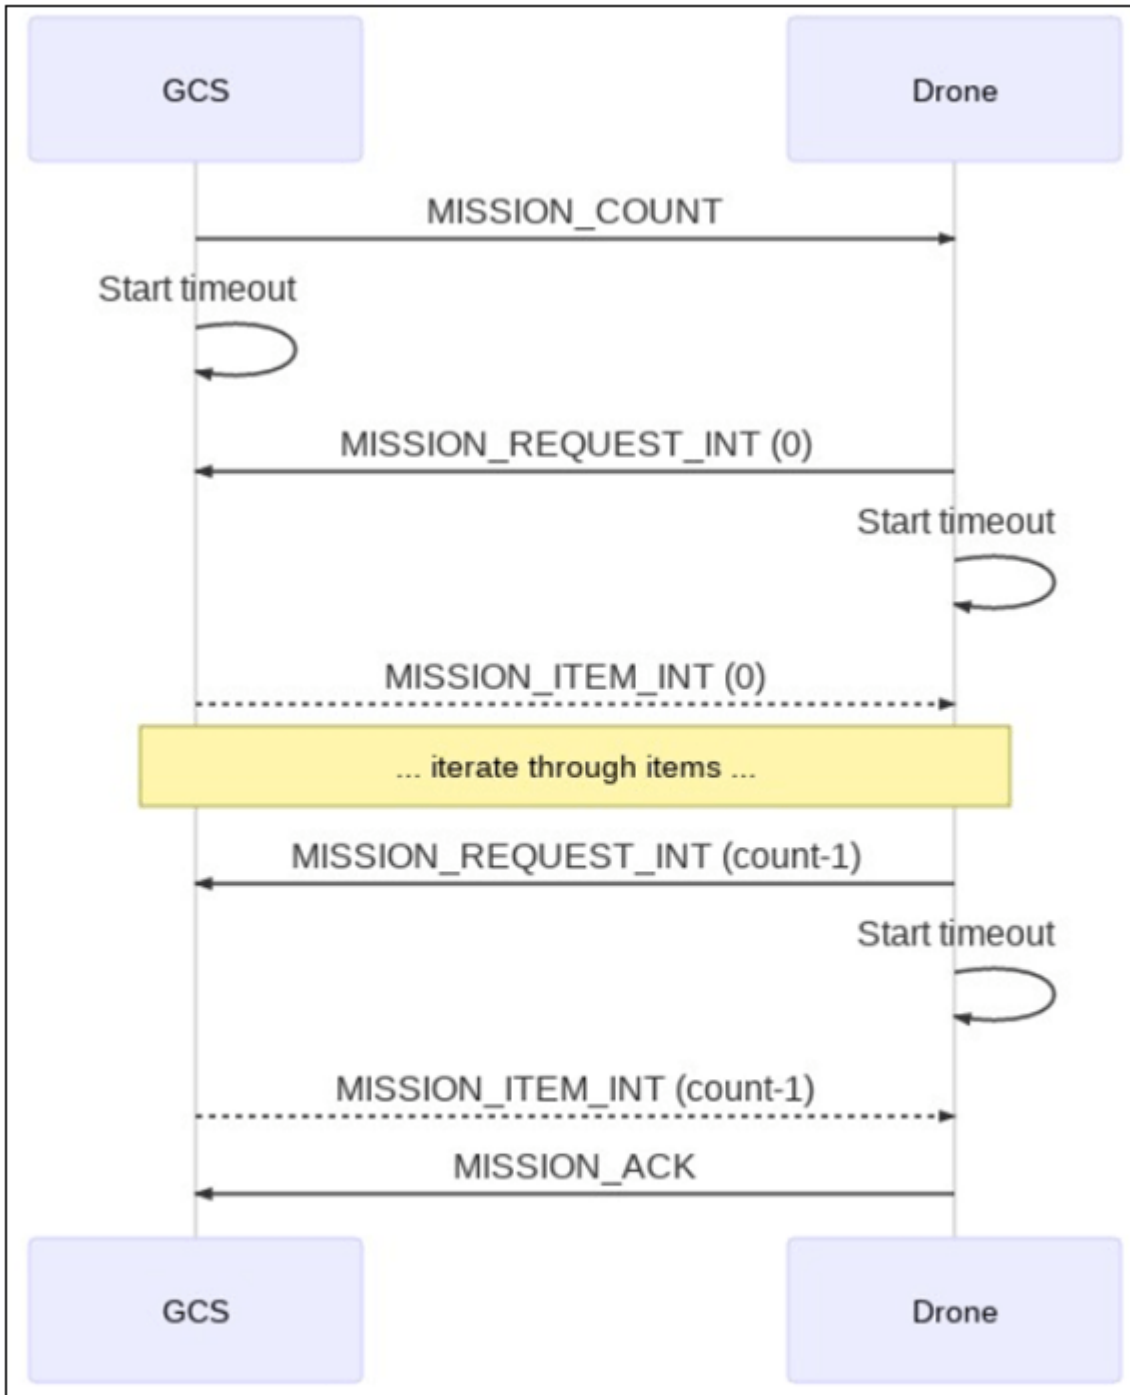 GCS
Drone
MISSION_COUNT
Start timeout
MISSION_REQUEST_INT (0)
Start timeout
MISSION_ITEM_INT (0)
... iterate through items ...
MISSION_REQUEST_INT (count-1)
Start timeout
MISSION_ITEM_INT (count-1)
MISSION_ACK
GCS
Drone